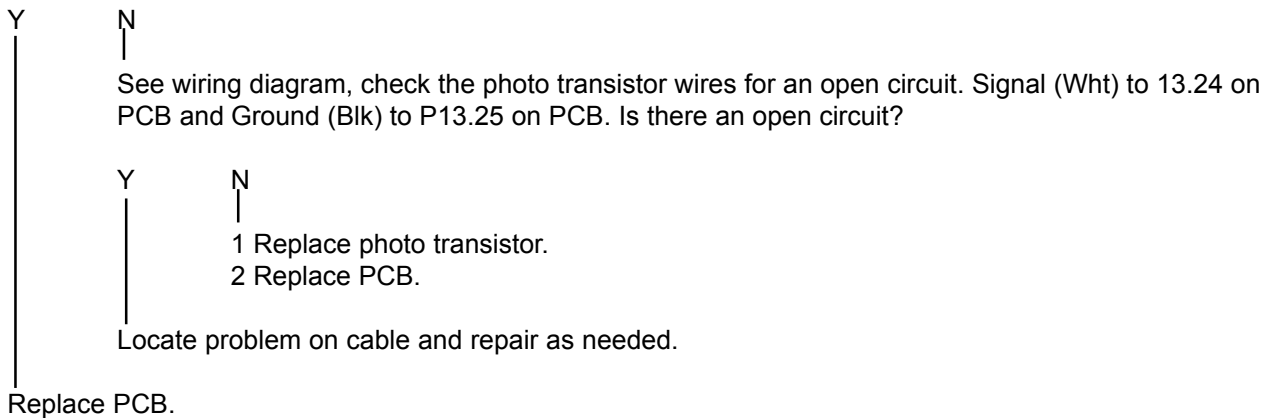 Y N
See wiring diagram, check the photo transistor wires for an open circuit. Signal (Wht) to 13.24 on
PCB and Ground (Blk) to P13.25 on PCB. Is there an open circuit?
Y N
1 Replace photo transistor.
2 Replace PCB.
Locate problem on cable and repair as needed.
Replace PCB.